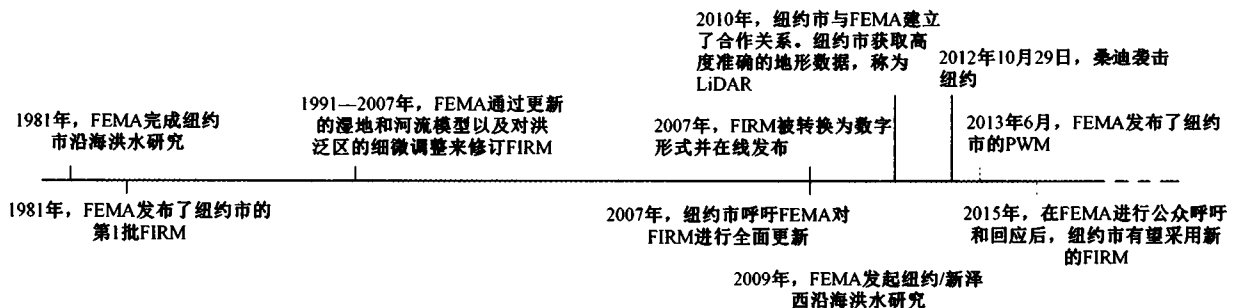 1981年，FEMA完成纽约
市沿海洪水研究
1981年，FEMA发布了纽约市的
第1批FIRM
1991—2007年，FEMA通过更新
的湿地和河流模型以及对洪
泛区的细微调整来修订FIRM
2007年，FIRM被转换为数字
形式并在线发布
2007年，纽约市呼吁FEMA对
FIRM进行全面更新
2009年，FEMA发起纽约/新泽
西沿海洪水研究
2010年，纽约市与FEMA建立
了合作关系。纽约市获取高
度准确的地形数据，称为
LiDAR
2012年10月29日，桑迪袭击
纽约
2013年6月，FEMA发布了纽约
市的PWM
2015年，在FEMA进行公众呼吁
和回应后，纽约市有望采用新
的FIRM